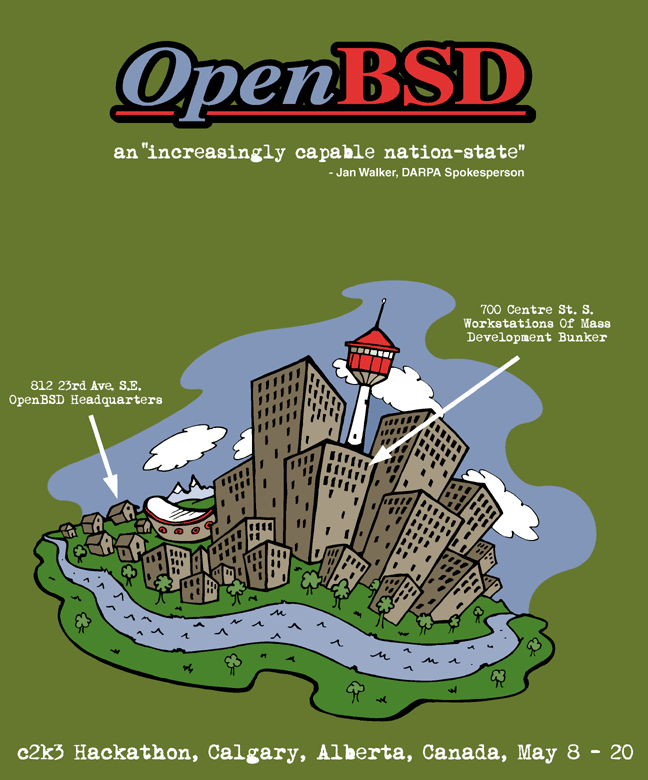 OpenBSD
an "increasingly capable nation-state"
- Jan Walker, DARPA Spokesperson
700 Centre St. S.
Workstations Of Mass
Development Bunker
812 23rd Ave. S.E.
OpenBSD Headquarters
c2k3 Hackathon, Calgary, Alberta, Canada, May 8 - 20